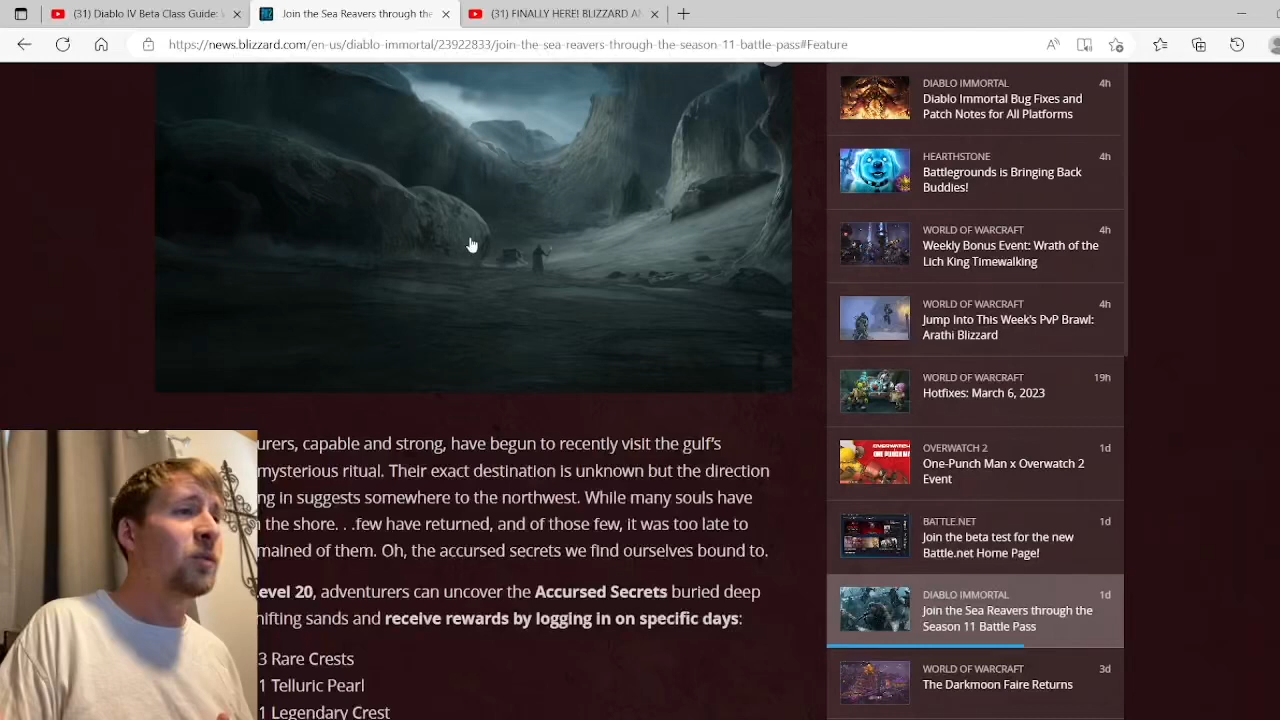 (31) Diablo IV Beta Class Guide:
Join the Sea Reavers through the
(31) FINALLY HERE! BLIZZARD
https://news.blizzard.com/en-us/diablo-immortal/23922833/join-the-sea-reavers-through-the-season-11-battle-pass#Feature
urers, capable and strong, have begun to recently visit the gulf's
mysterious ritual. Their exact destination is unknown but the direction
ng in suggests somewhere to the northwest. While many souls have
the shore. . .few have returned, and of those few, it was too late to
mained of them. Oh, the accursed secrets we find ourselves bound to.
evel 20, adventurers can uncover the Accursed Secrets buried deep
hifting sands and receive rewards by logging in on specific days:
3 Rare Crests
1 Telluric Pearl
1 Legendary Crest
DIABLO IMMORTAL 4h
Diablo Immortal Bug Fixes and
Patch Notes for All Platforms
HEARTHSTONE 4h
Battlegrounds is Bringing Back
Buddies!
WORLD OF WARCRAFT 4h
Weekly Bonus Event: Wrath of the
Lich King Timewalking
WORLD OF WARCRAFT 4h
Jump Into This Week's PvP Brawl:
Arathi Blizzard
WORLD OF WARCRAFT 19h
Hotfixes: March 6, 2023
OVERWATCH 2 1d
One-Punch Man x Overwatch 2
Event
BATTLE.NET 1d
Join the beta test for the new
Battle.net Home Page!
DIABLO IMMORTAL 1d
Join the Sea Reavers through the
Season 11 Battle Pass
WORLD OF WARCRAFT 3d
The Darkmoon Faire Returns